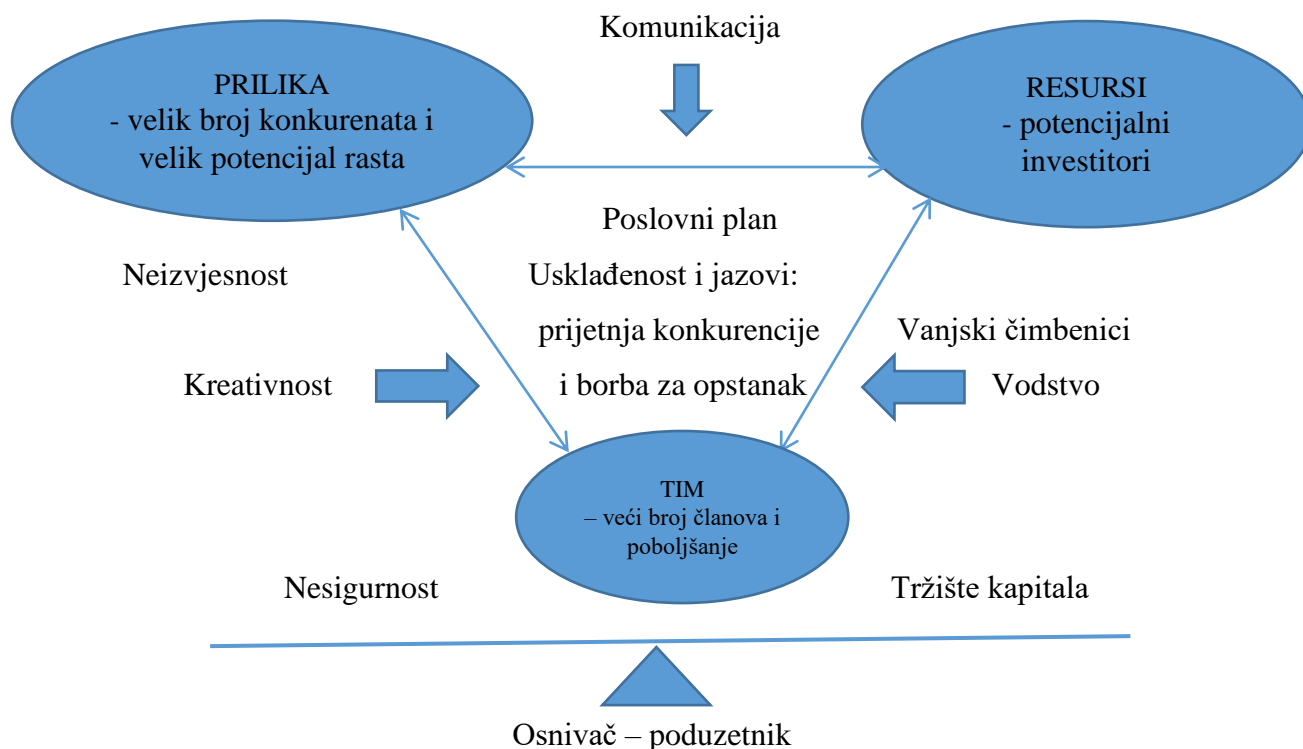 Komunikacija
PRILIKA
- velik broj konkurenata i
velik potencijal rasta
RESURSI
- potencijalni
investitori
Poslovni plan
Neizvjesnost
Usklađenost i jazovi:
prijetnja konkurencije
Vanjski čimbenici
Kreativnost
i borba za opstanak
Vodstvo
TIM
– veći broj članova i
poboljšanje
Nesigurnost
Tržište kapitala
Osnivač – poduzetnik